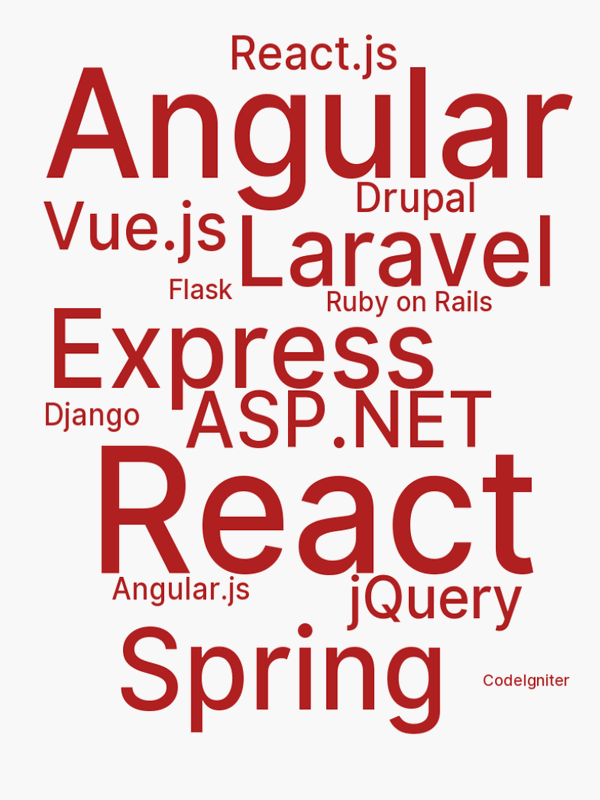 React.js
Angular
Drupal
Vue.js
Laravel
Flask
Ruby on Rails
Express
Django
ASP.NET
React
Angular.js
jQuery
Spring
CodeIgniter